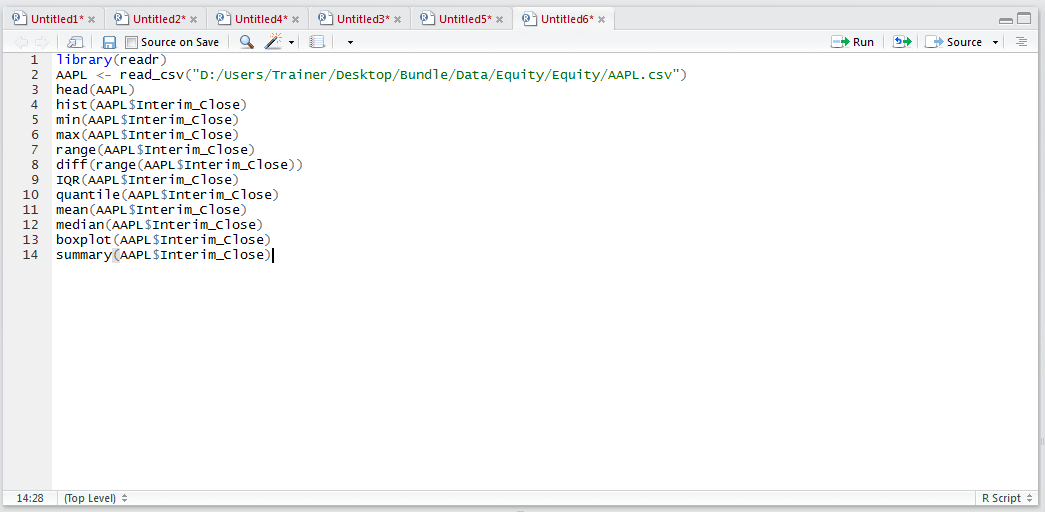 Untitled1* Untitled2* Untitled4* Untitled3* Untitled5* Untitled6*
Source on Save Run Source
1 library(readr)
2 AAPL <- read_csv("D:/Users/Trainer/Desktop/Bundle/Data/Equity/Equity/AAPL.csv")
3 head(AAPL)
4 hist(AAPL$Interim_Close)
5 min(AAPL$Interim_Close)
6 max(AAPL$Interim_Close)
7 range(AAPL$Interim_Close)
8 diff(range(AAPL$Interim_Close))
9 IQR(AAPL$Interim_Close)
10 quantile(AAPL$Interim_Close)
11 mean(AAPL$Interim_Close)
12 median(AAPL$Interim_Close)
13 boxplot(AAPL$Interim_Close)
14 summary(AAPL$Interim_Close)
14:28 (Top Level) R Script